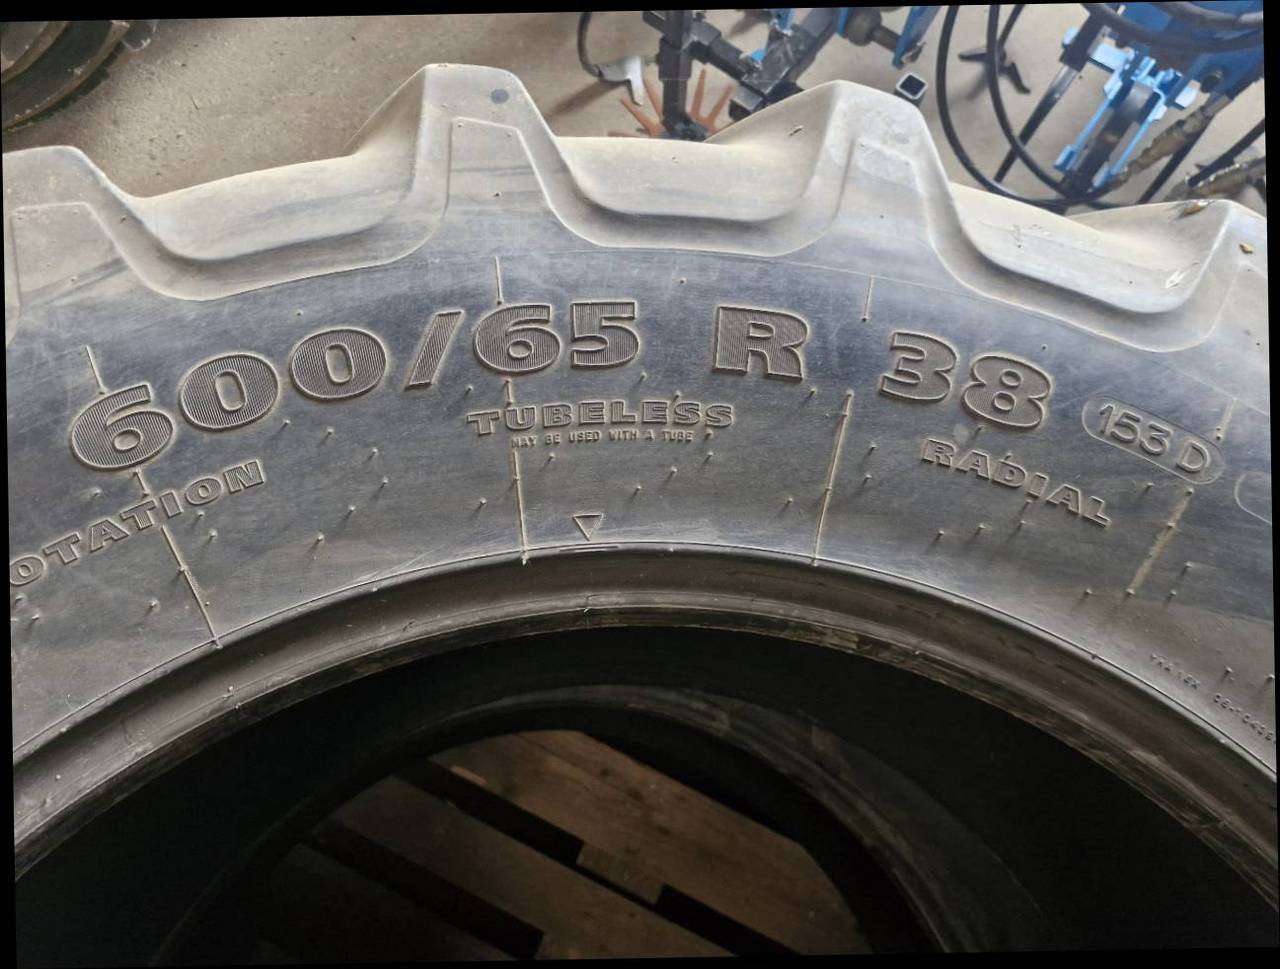 600/65 R 38
153 D
TUBELESS
MAY BE USED WITH A TUBE
RADIAL
OTATION